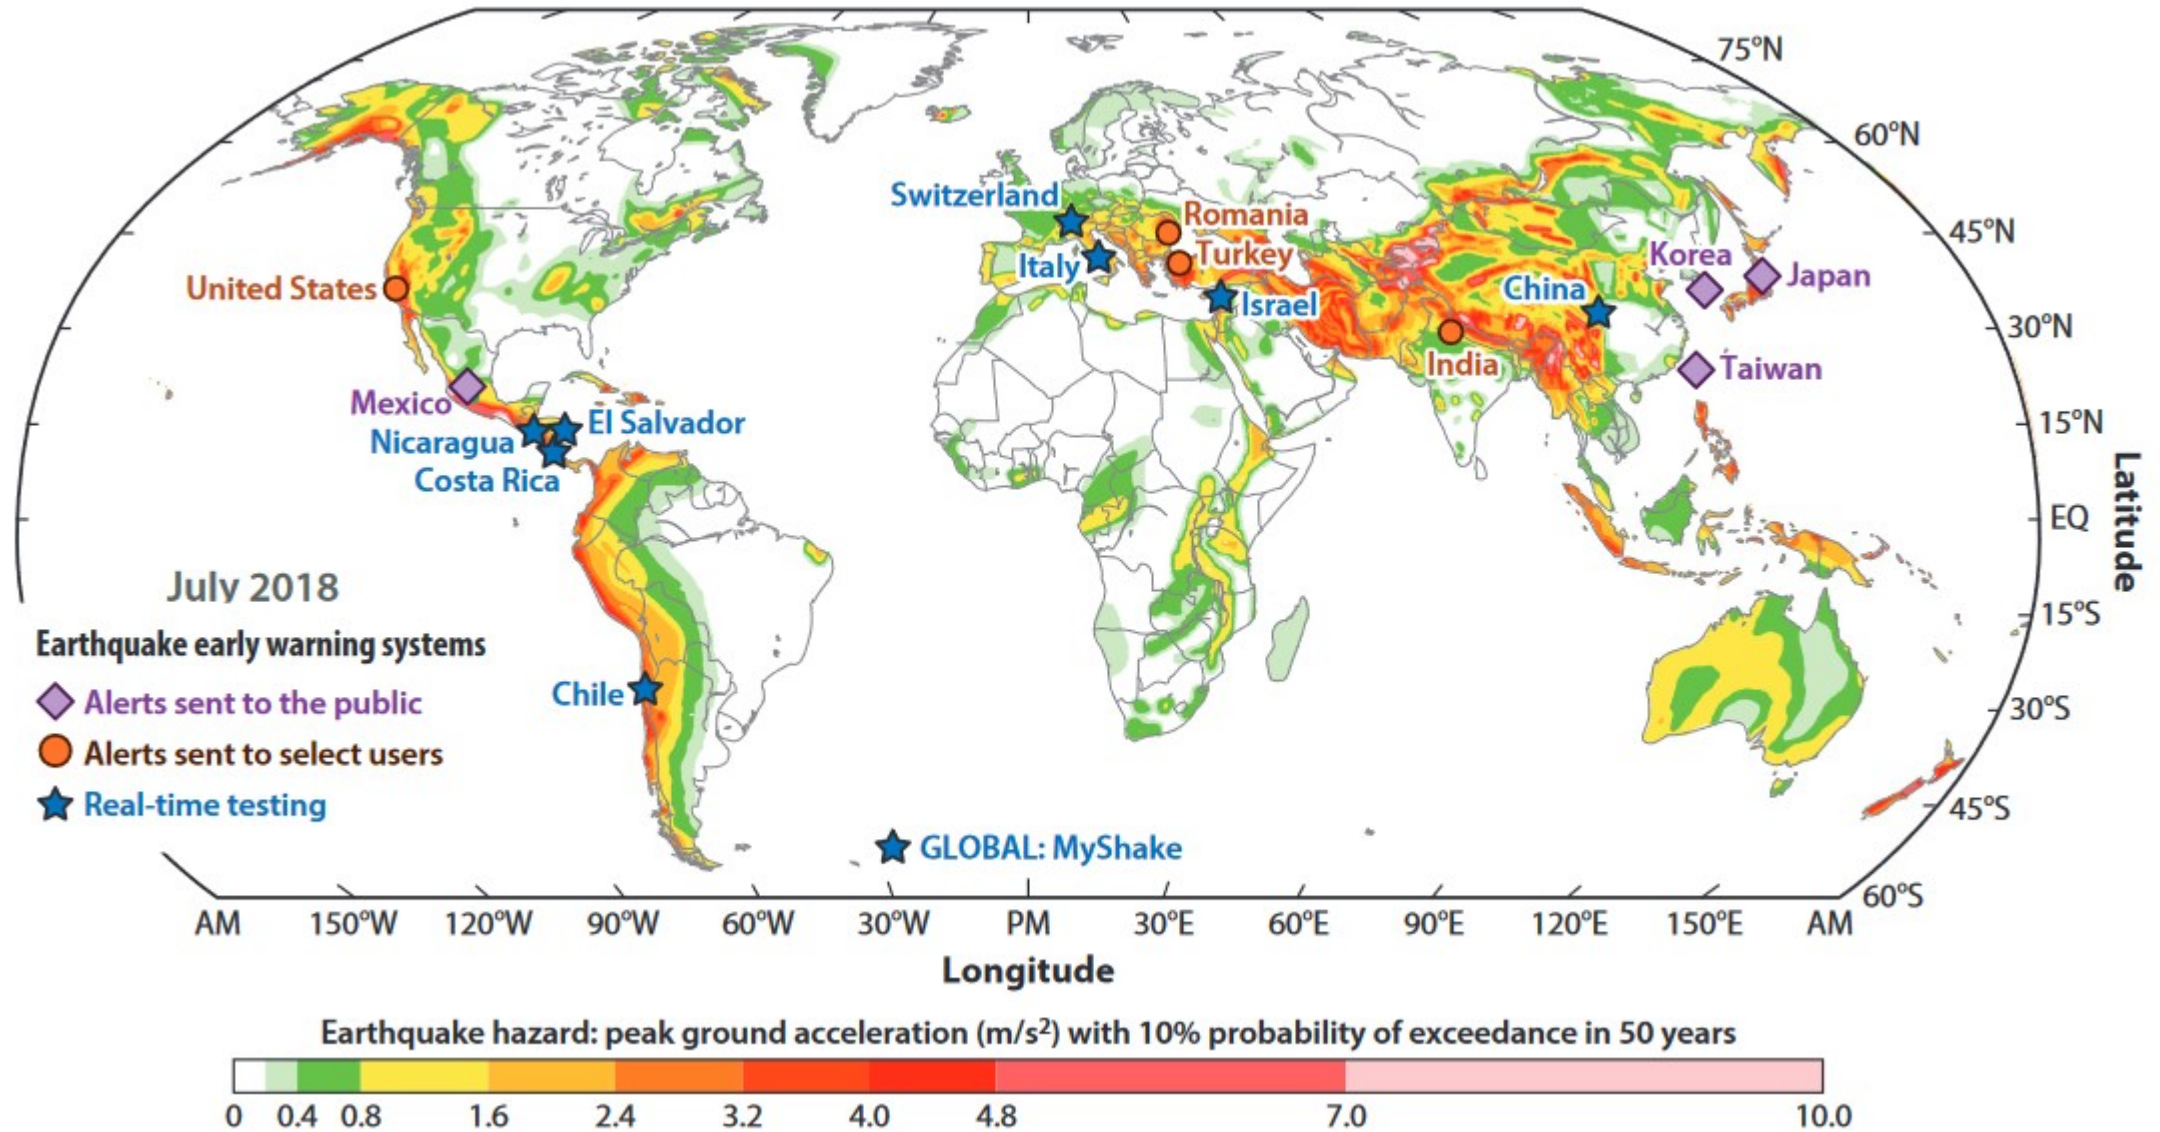 75°N
60°N
45°N
30°N
15°N
EQ
15°S
30°S
45°S
60°S
Latitude
Switzerland
Romania
Turkey
Italy
Israel
United States
Korea
Japan
China
India
Taiwan
Mexico
El Salvador
Nicaragua
Costa Rica
Chile
July 2018
Earthquake early warning systems
Alerts sent to the public
Alerts sent to select users
Real-time testing
GLOBAL: MyShake
AM 150°W 120°W 90°W 60°W 30°W PM 30°E 60°E 90°E 120°E 150°E AM
Longitude
Earthquake hazard: peak ground acceleration (m/s²) with 10% probability of exceedance in 50 years
0 0.4 0.8 1.6 2.4 3.2 4.0 4.8 7.0 10.0